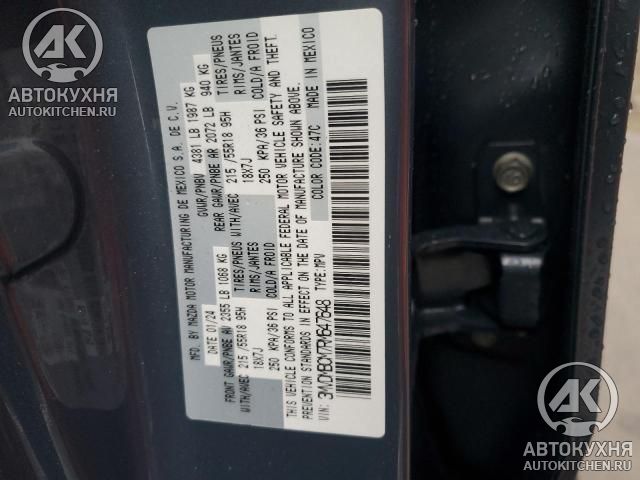 АК
АВТОКУХНЯ
AUTOKITCHEN.RU
MFD. BY MAZDA MOTOR MANUFACTURING DE MEXICO S.A. DE C.V.
DATE 01/24 GVWR/PNBV 4381 LB 1987 KG
FRONT GAWR/PNBE AV 2355 LB 1068 KG REAR GAWR/PNBE AR 2072 LB 940 KG
WITH/AVEC 215/55R18 95H TIRES/PNEUS WITH/AVEC 215/55R18 95H TIRES/PNEUS
18X7J RIMS/JANTES 18X7J RIMS/JANTES
250 KPA/36 PSI COLD/A FROID 250 KPA/36 PSI COLD/A FROID
THIS VEHICLE CONFORMS TO ALL APPLICABLE FEDERAL MOTOR VEHICLE SAFETY AND THEFT
PREVENTION STANDARDS IN EFFECT ON THE DATE OF MANUFACTURE SHOWN ABOVE.
VIN: 3MVDMBCM7RM647648 TYPE:MPV COLOR CODE:47C MADE IN MEXICO
АК
АВТОКУХНЯ
AUTOKITCHEN.RU